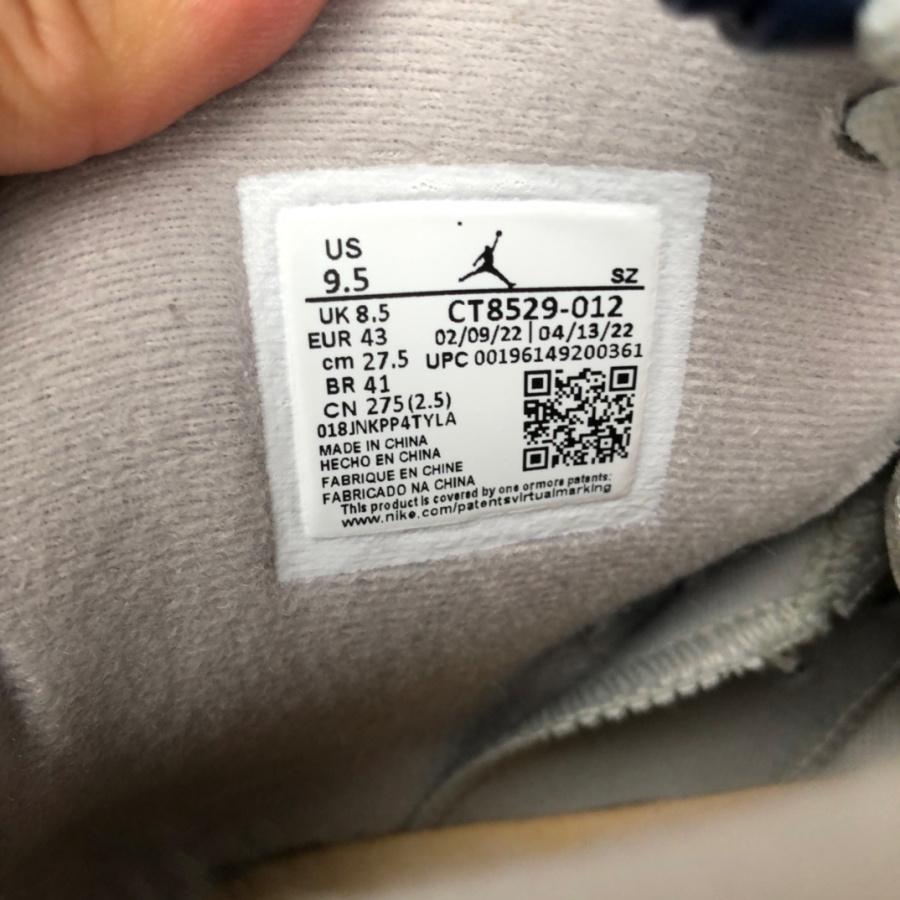 US
9.5
SZ
UK 8.5
CT8529-012
EUR 43
02/09/22 | 04/13/22
cm 27.5
UPC 00196149200361
BR 41
CN 275(2.5)
018JNKPP4TYLA
MADE IN CHINA
HECHO EN CHINA
FABRIQUE EN CHINE
FABRICADO NA CHINA
This product is covered by one ormore patents:
www.nike.com/patentsvirtualmarking